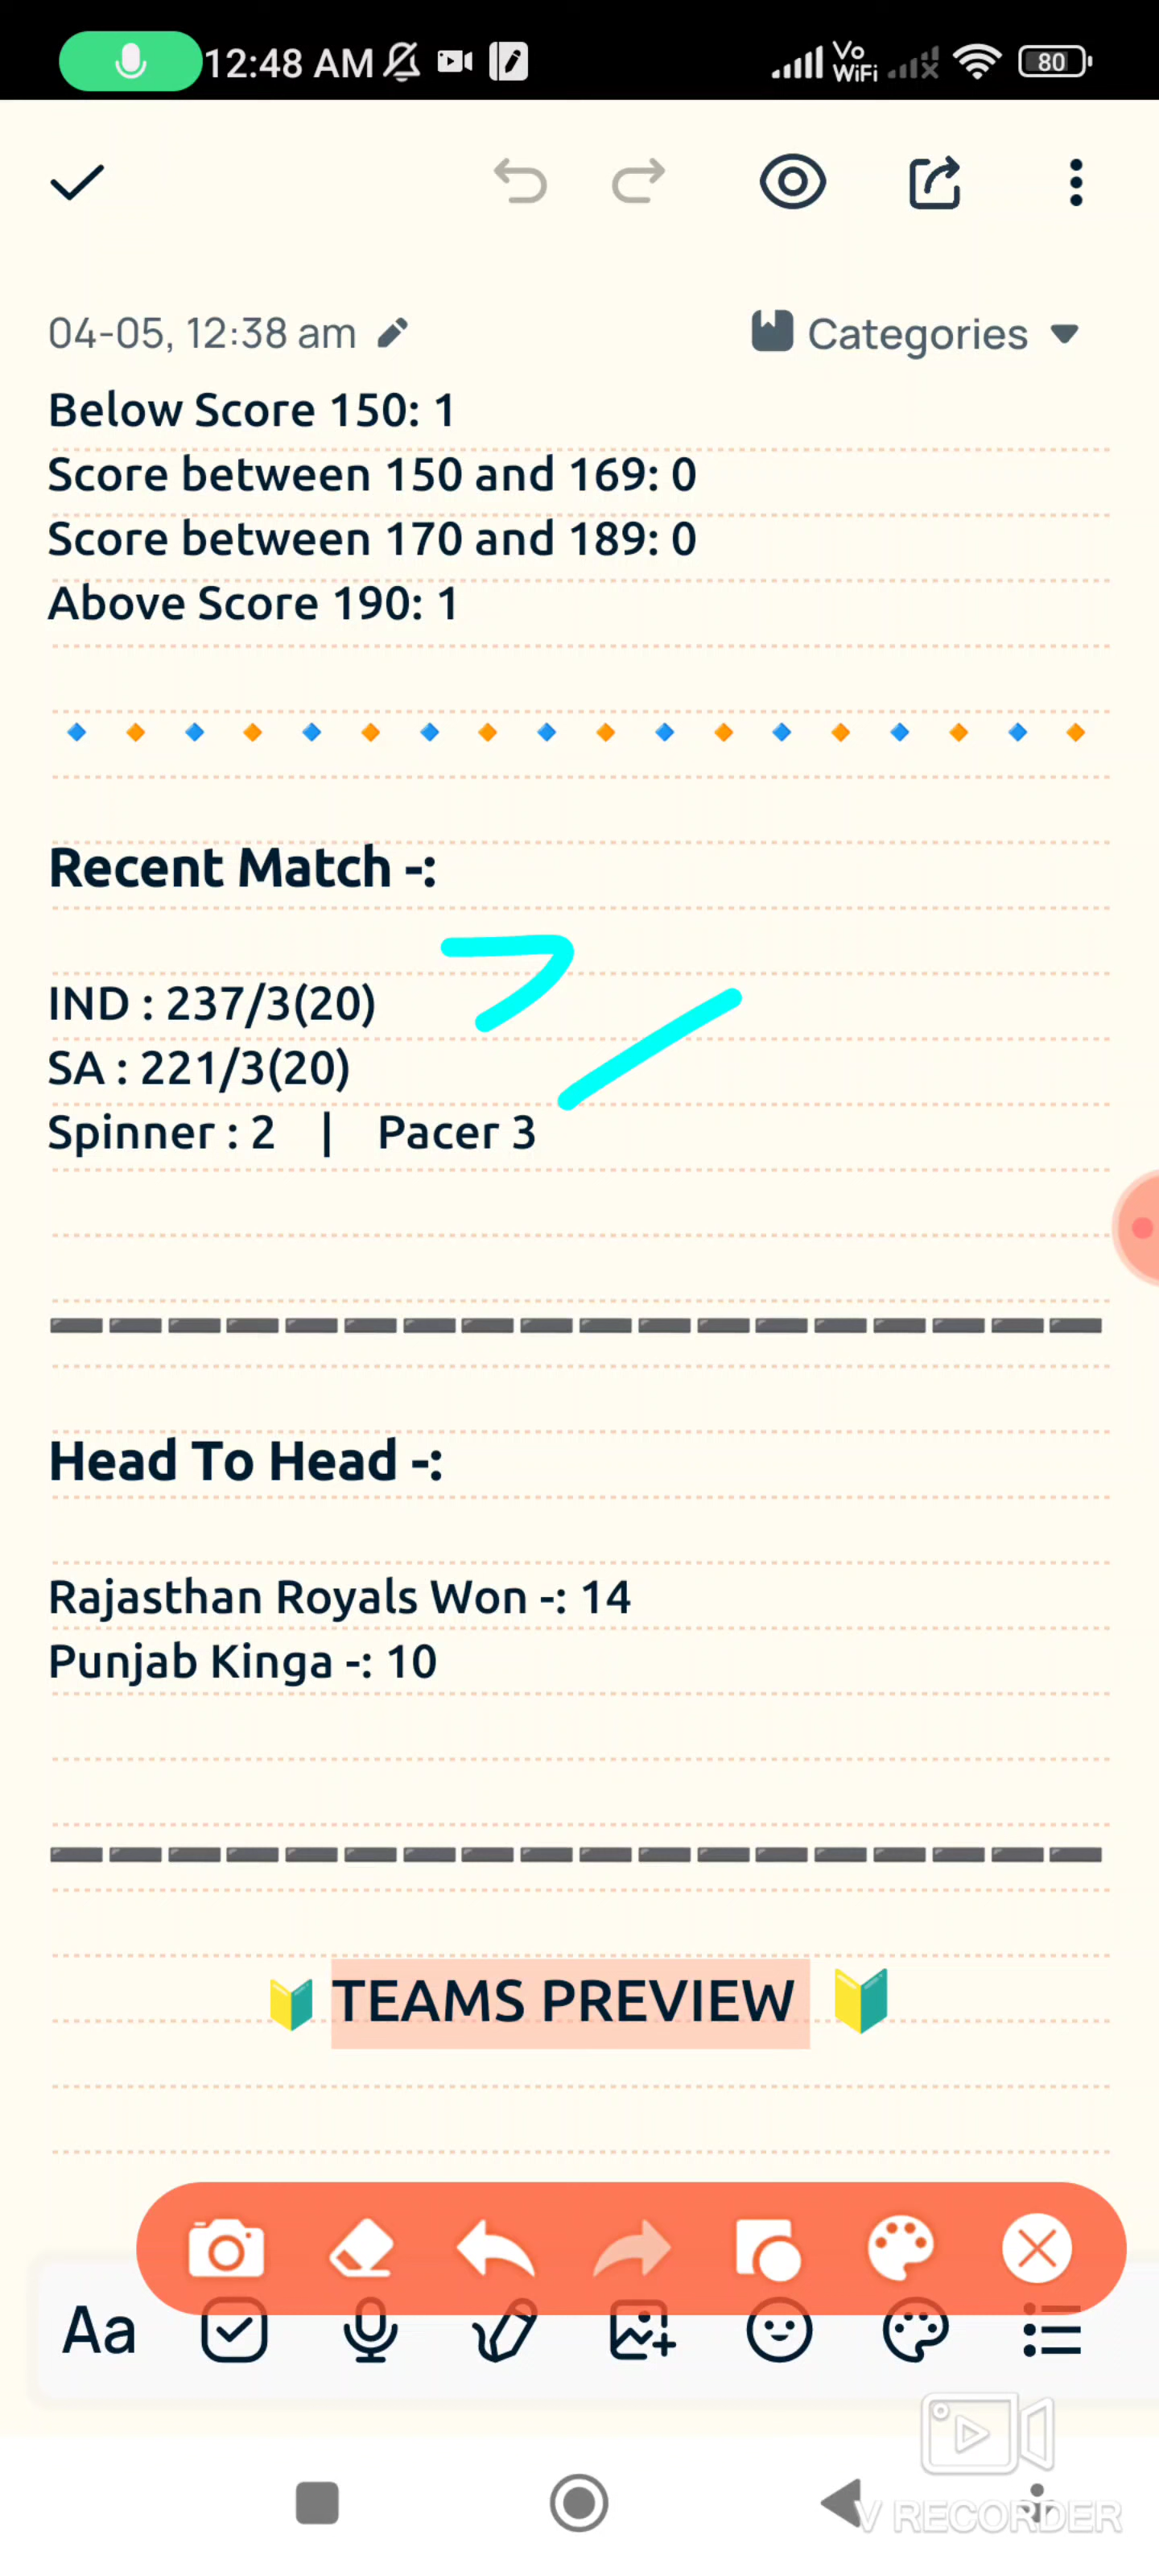 12:48 AM
Vo
WiFi
80
04-05, 12:38 am
Categories
Below Score 150: 1
Score between 150 and 169: 0
Score between 170 and 189: 0
Above Score 190: 1
Recent Match -:
IND : 237/3(20)
SA : 221/3(20)
Spinner : 2 | Pacer 3
Head To Head -:
Rajasthan Royals Won -: 14
Punjab Kinga -: 10
TEAMS PREVIEW
Aa
V RECORDER